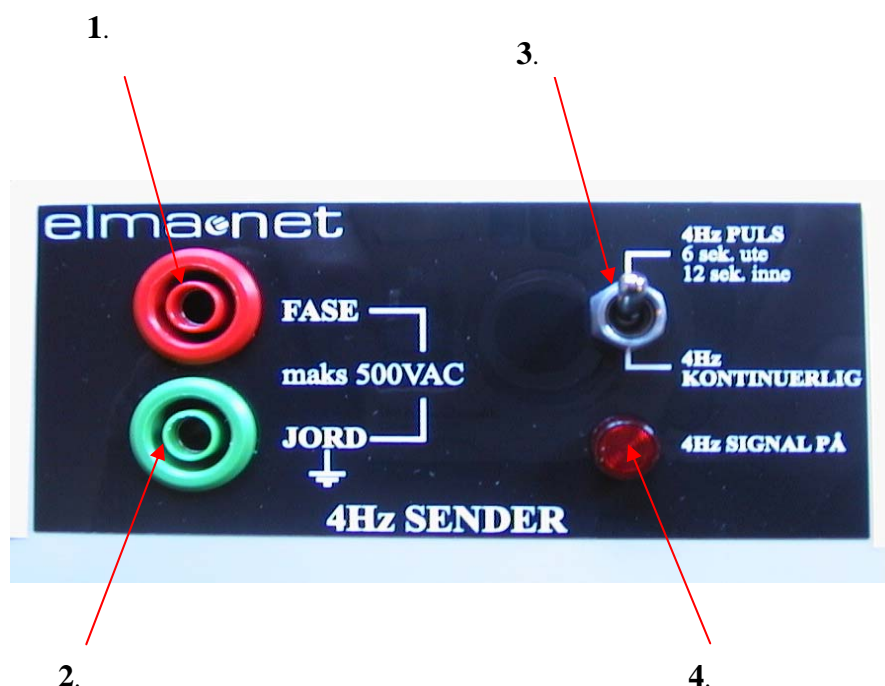 1.
3.
elma net
4Hz PULS
6 sek. ute
12 sek. inne
FASE
maks 500VAC
4Hz
KONTINUERLIG
JORD
4Hz SIGNAL PÅ
4Hz SENDER
2.
4.